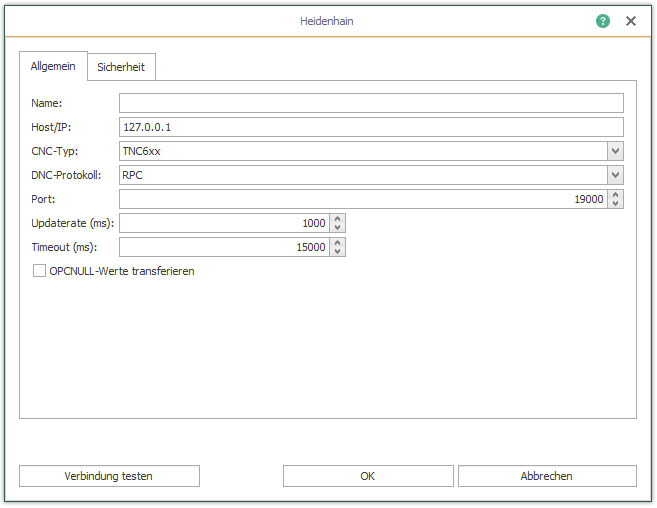 Heidenhain ?
Allgemein Sicherheit
Name:
Host/IP: 127.0.0.1
CNC-Typ: TNC6xx
DNC-Protokoll: RPC
Port: 19000
Updaterate (ms): 1000
Timeout (ms): 15000
OPCNULL-Werte transferieren
Verbindung testen OK Abbrechen